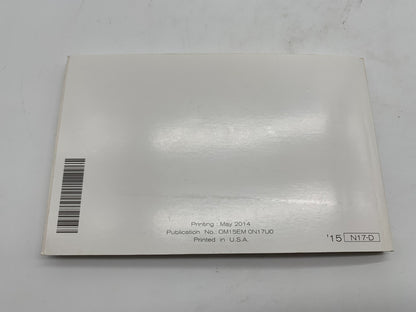 Printing : May 2014
Publication No.: OM15EM 0N17U0
Printed in U.S.A.
'15 N17-D